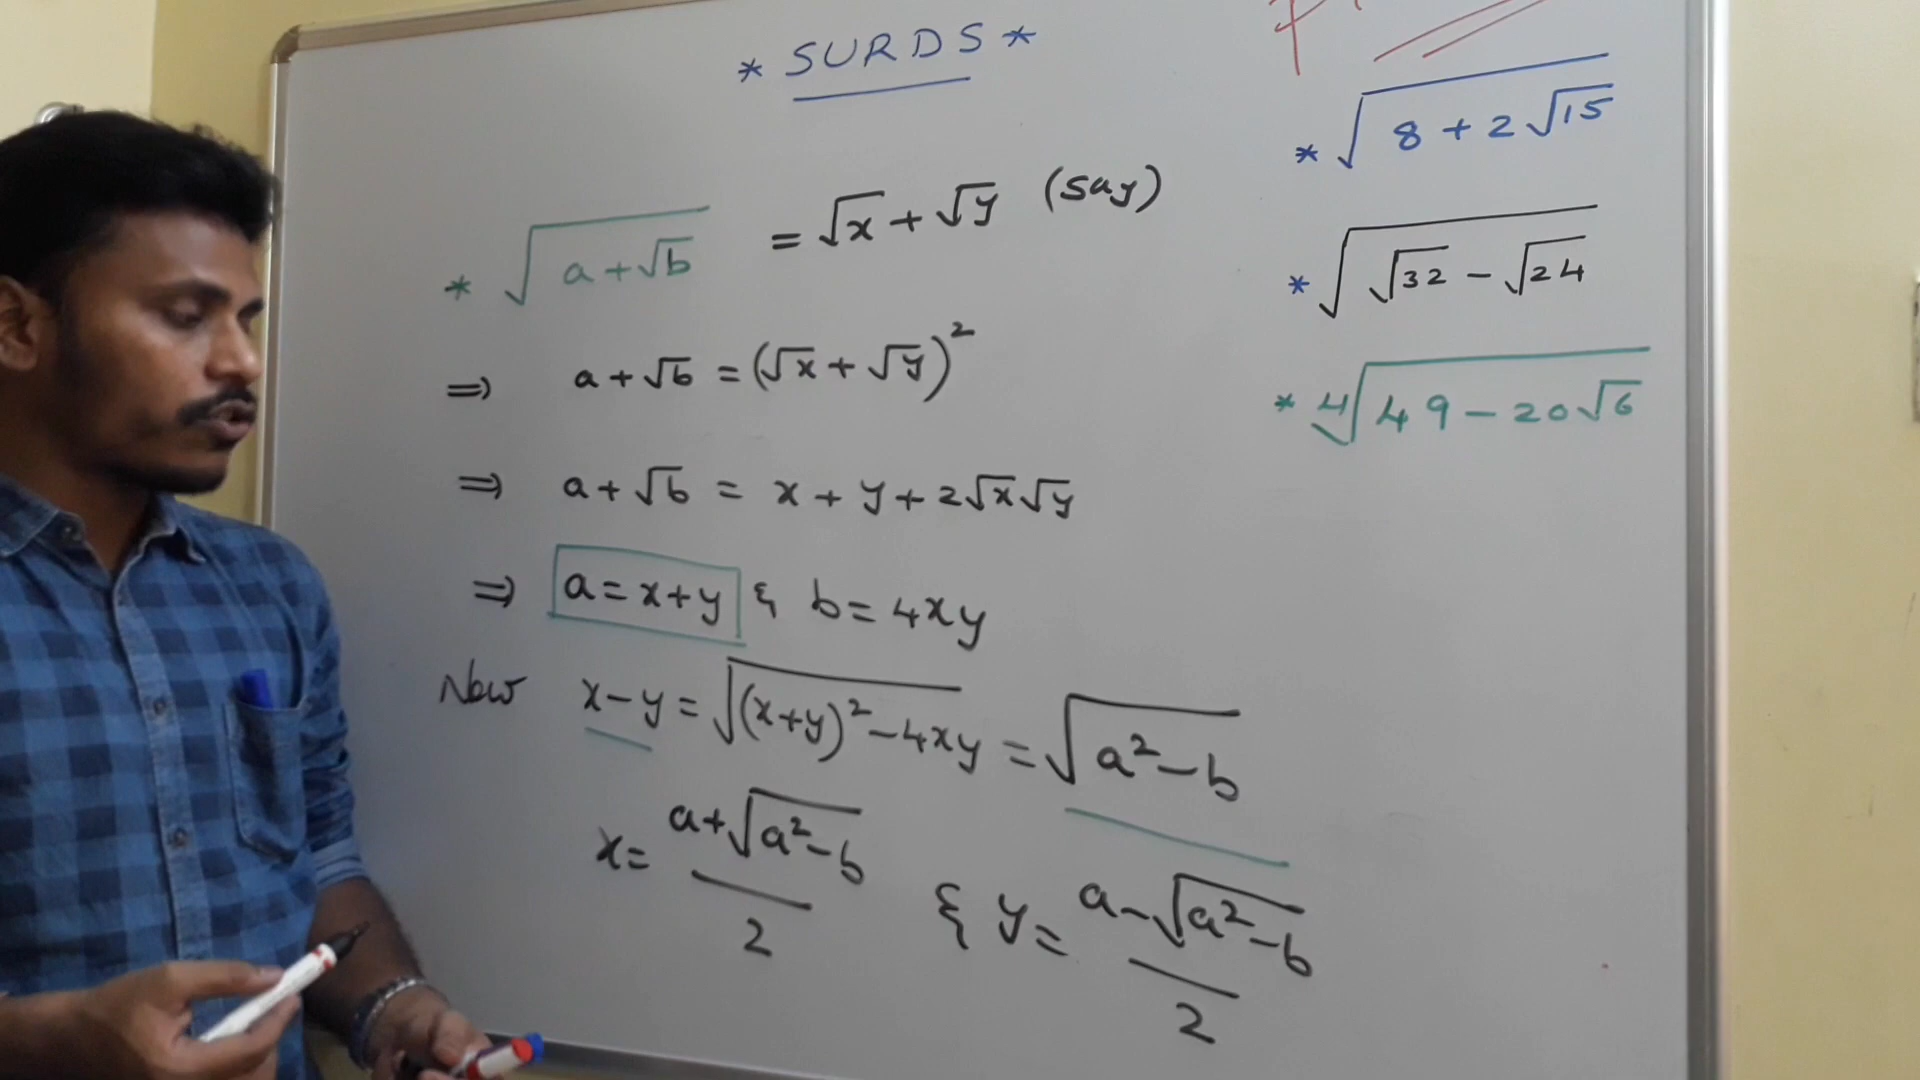 * SURDS *
* √(a+√b) = √x + √y (say)
⇒ a + √b = (√x + √y)²
⇒ a + √b = x + y + 2√x√y
⇒ a = x + y & b = 4xy
Now x - y = √((x+y)² - 4xy) = √(a² - b)
x = (a+√(a²-b))/2 & y = (a-√(a²-b))/2
* √(8 + 2√15)
* √(√32 - √24)
* ∜(49 - 20√6)